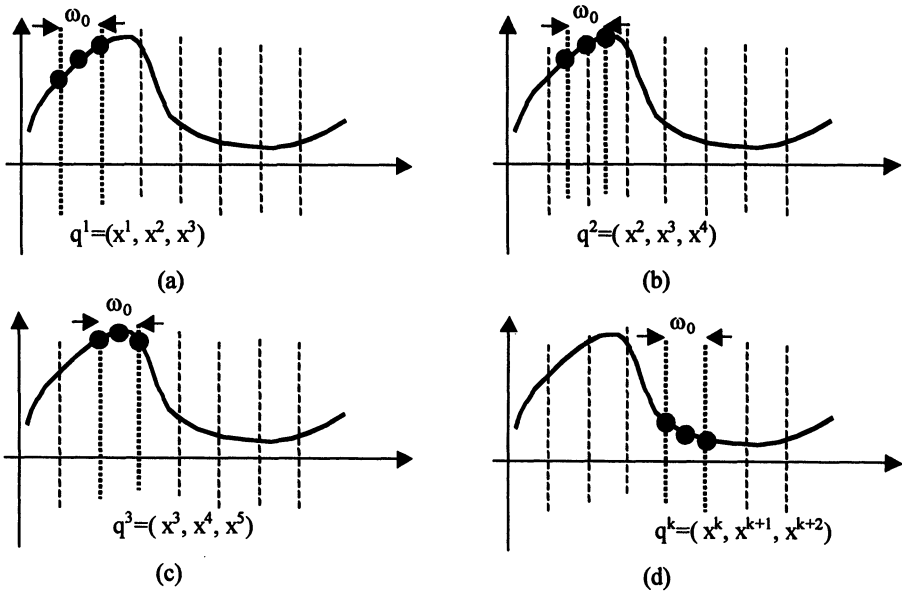 ω₀
q¹=(x¹, x², x³)
(a)
ω₀
q²=( x², x³, x⁴)
(b)
ω₀
q³=( x³, x⁴, x⁵)
(c)
ω₀
qᵏ=( xᵏ, xᵏ⁺¹, xᵏ⁺²)
(d)